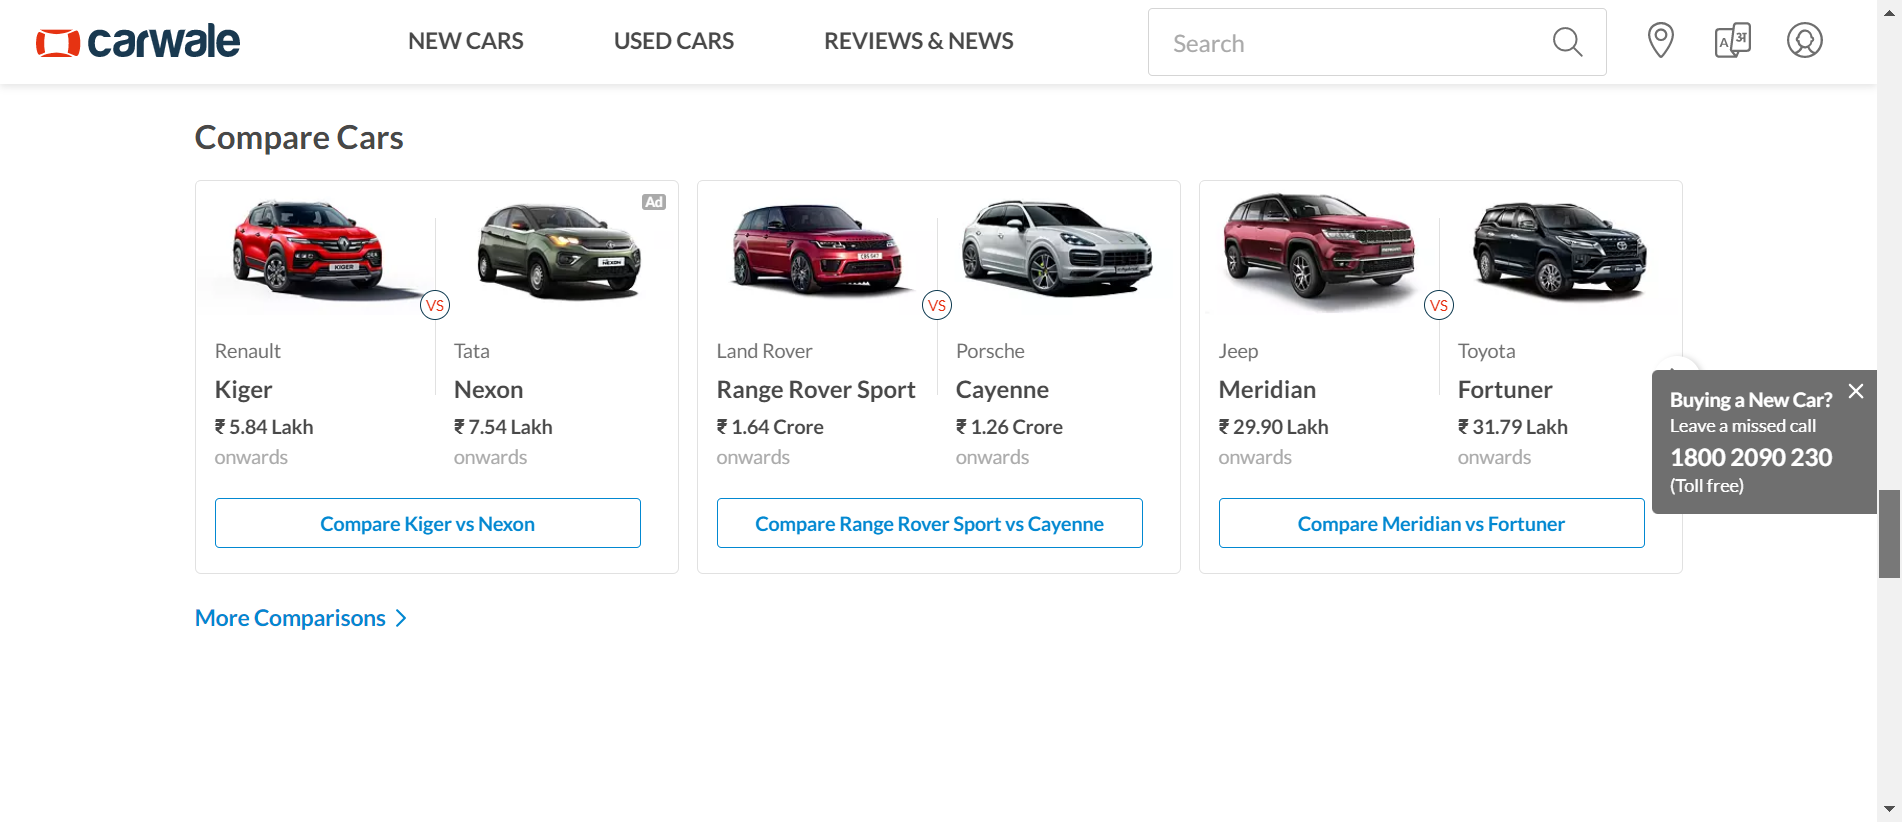 carwale
NEW CARS
USED CARS
REVIEWS & NEWS
Search
A अ
Compare Cars
Ad
KIGER
NEXON
VS
Renault
Kiger
₹ 5.84 Lakh
onwards
Tata
Nexon
₹ 7.54 Lakh
onwards
Compare Kiger vs Nexon
VS
Land Rover
Range Rover Sport
₹ 1.64 Crore
onwards
Porsche
Cayenne
₹ 1.26 Crore
onwards
Compare Range Rover Sport vs Cayenne
VS
Jeep
Meridian
₹ 29.90 Lakh
onwards
Toyota
Fortuner
₹ 31.79 Lakh
onwards
Compare Meridian vs Fortuner
Buying a New Car?
Leave a missed call
1800 2090 230
(Toll free)
More Comparisons